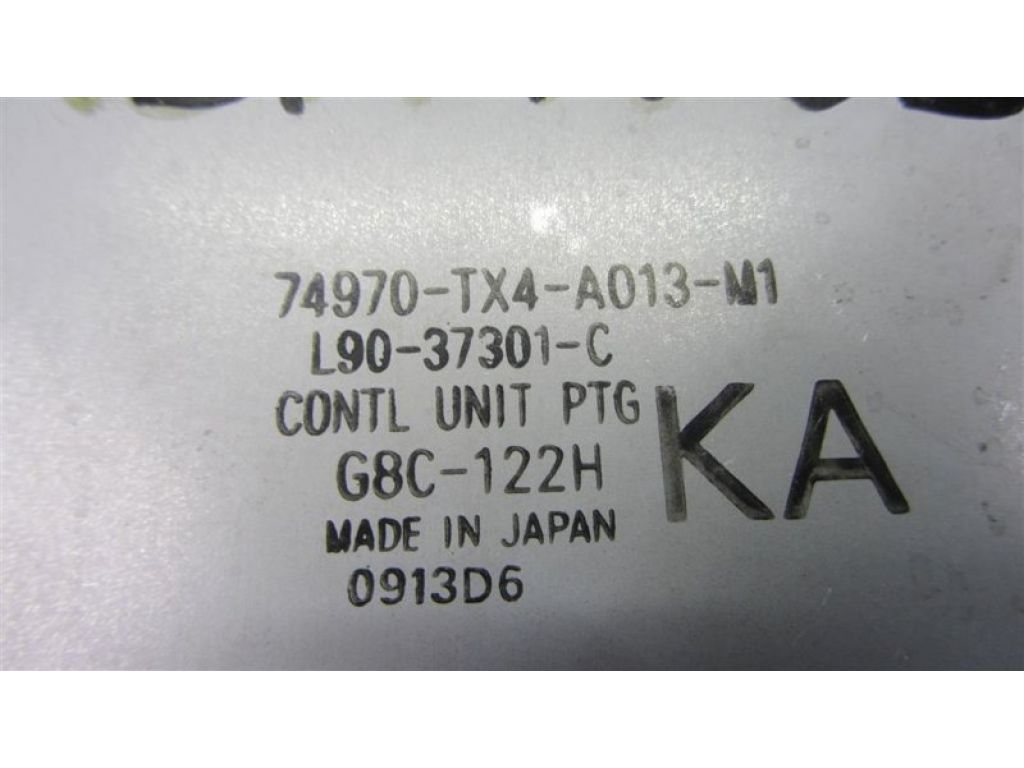 74970-TX4-A013-M1
L90-37301-C
CONTL UNIT PTG
KA
G8C-122H
MADE IN JAPAN
0913D6